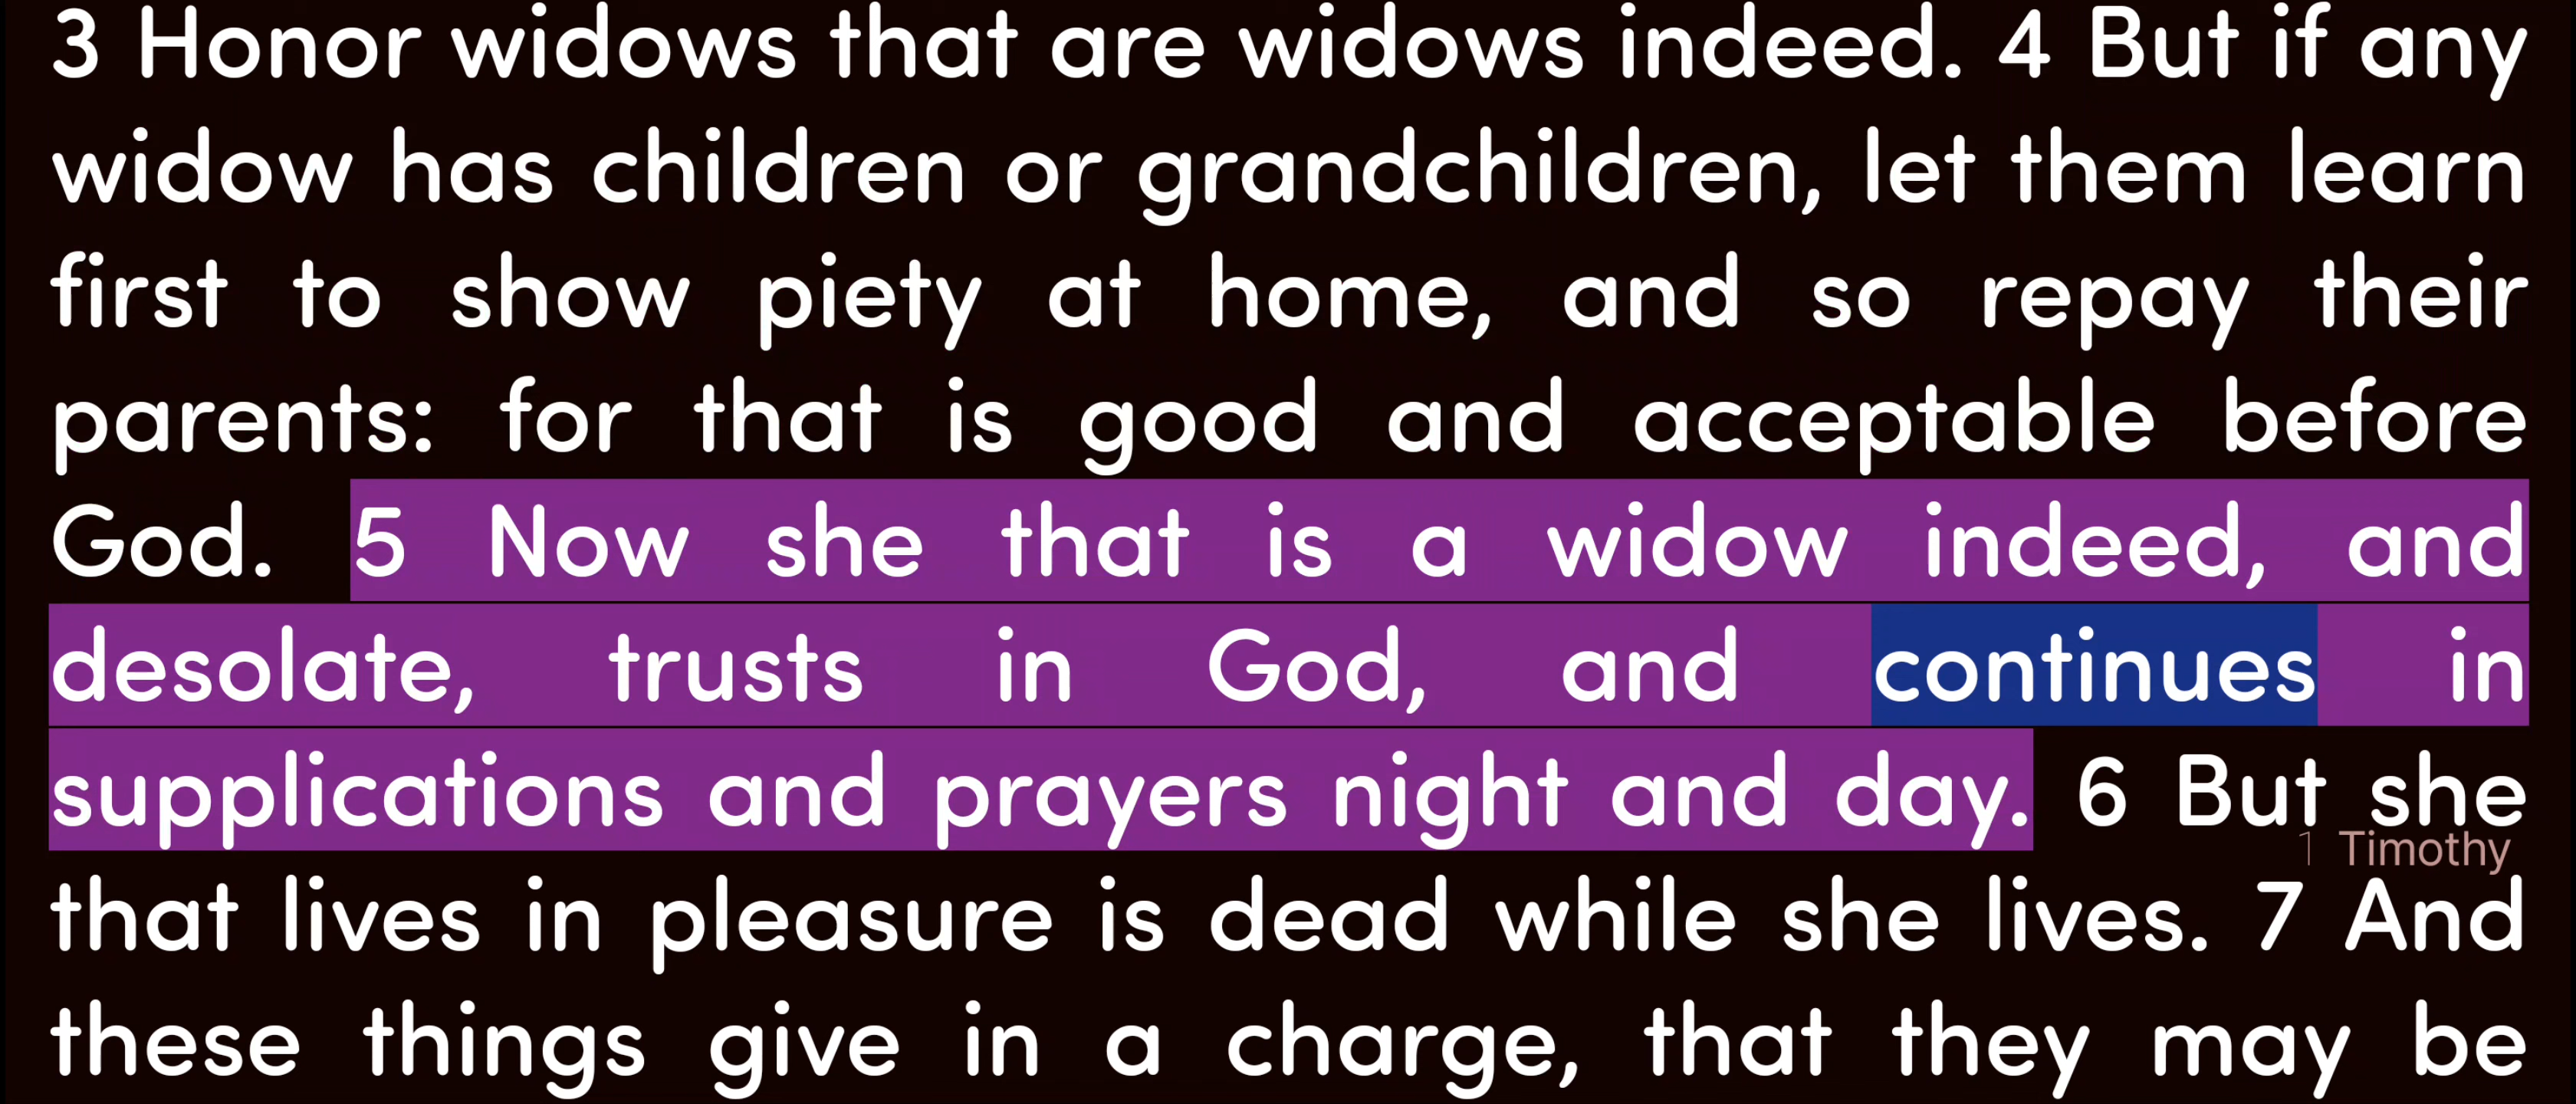 3 Honor widows that are widows indeed. 4 But if any
widow has children or grandchildren, let them learn
first to show piety at home, and so repay their
parents: for that is good and acceptable before
God. 5 Now she that is a widow indeed, and
desolate, trusts in God, and continues in
supplications and prayers night and day. 6 But she
1 Timothy
that lives in pleasure is dead while she lives. 7 And
these things give in a charge, that they may be